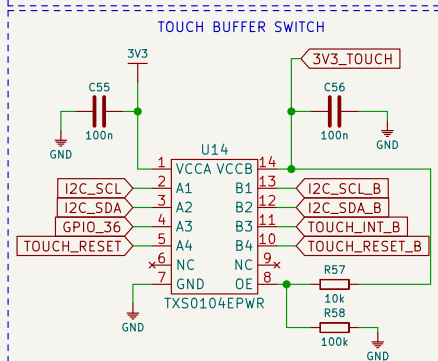 TOUCH BUFFER SWITCH
3V3
3V3_TOUCH
C55
C56
100n
100n
GND
GND
U14
1 VCCA VCCB 14
I2C_SCL 2 A1 B1 13 I2C_SCL_B
I2C_SDA 3 A2 B2 12 I2C_SDA_B
GPIO_36 4 A3 B3 11 TOUCH_INT_B
TOUCH_RESET 5 A4 B4 10 TOUCH_RESET_B
6 NC NC 9
7 GND OE 8
R57
10k
TXS0104EPWR
R58
100k
GND
GND